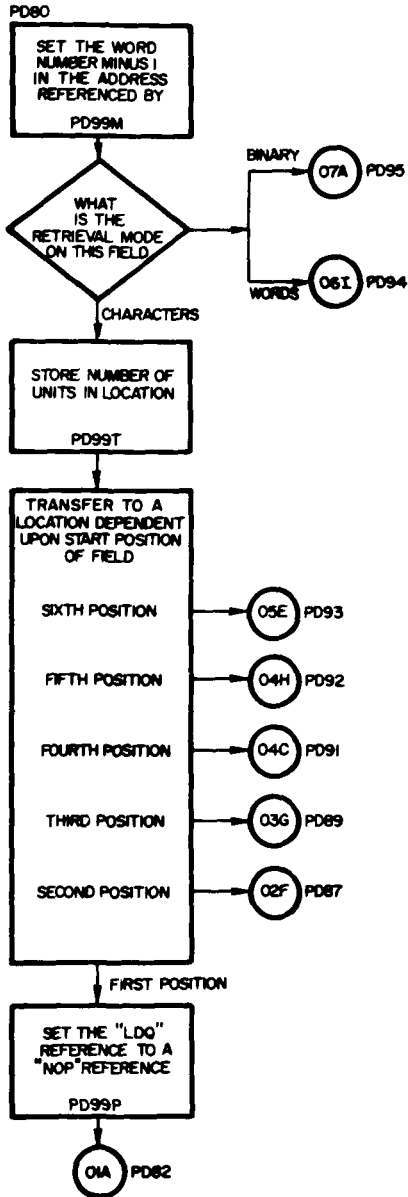 PD80
SET THE WORD
NUMBER MINUS 1
IN THE ADDRESS
REFERENCED BY
PD99M
WHAT
IS THE
RETRIEVAL MODE
ON THIS FIELD
BINARY
07A PD95
WORDS
06I PD94
CHARACTERS
STORE NUMBER OF
UNITS IN LOCATION
PD99T
TRANSFER TO A
LOCATION DEPENDENT
UPON START POSITION
OF FIELD
SIXTH POSITION 05E PD93
FIFTH POSITION 04H PD92
FOURTH POSITION 04C PD91
THIRD POSITION 03G PD89
SECOND POSITION 02F PD87
FIRST POSITION
SET THE "LDQ"
REFERENCE TO A
"NOP" REFERENCE
PD99P
01A PD82